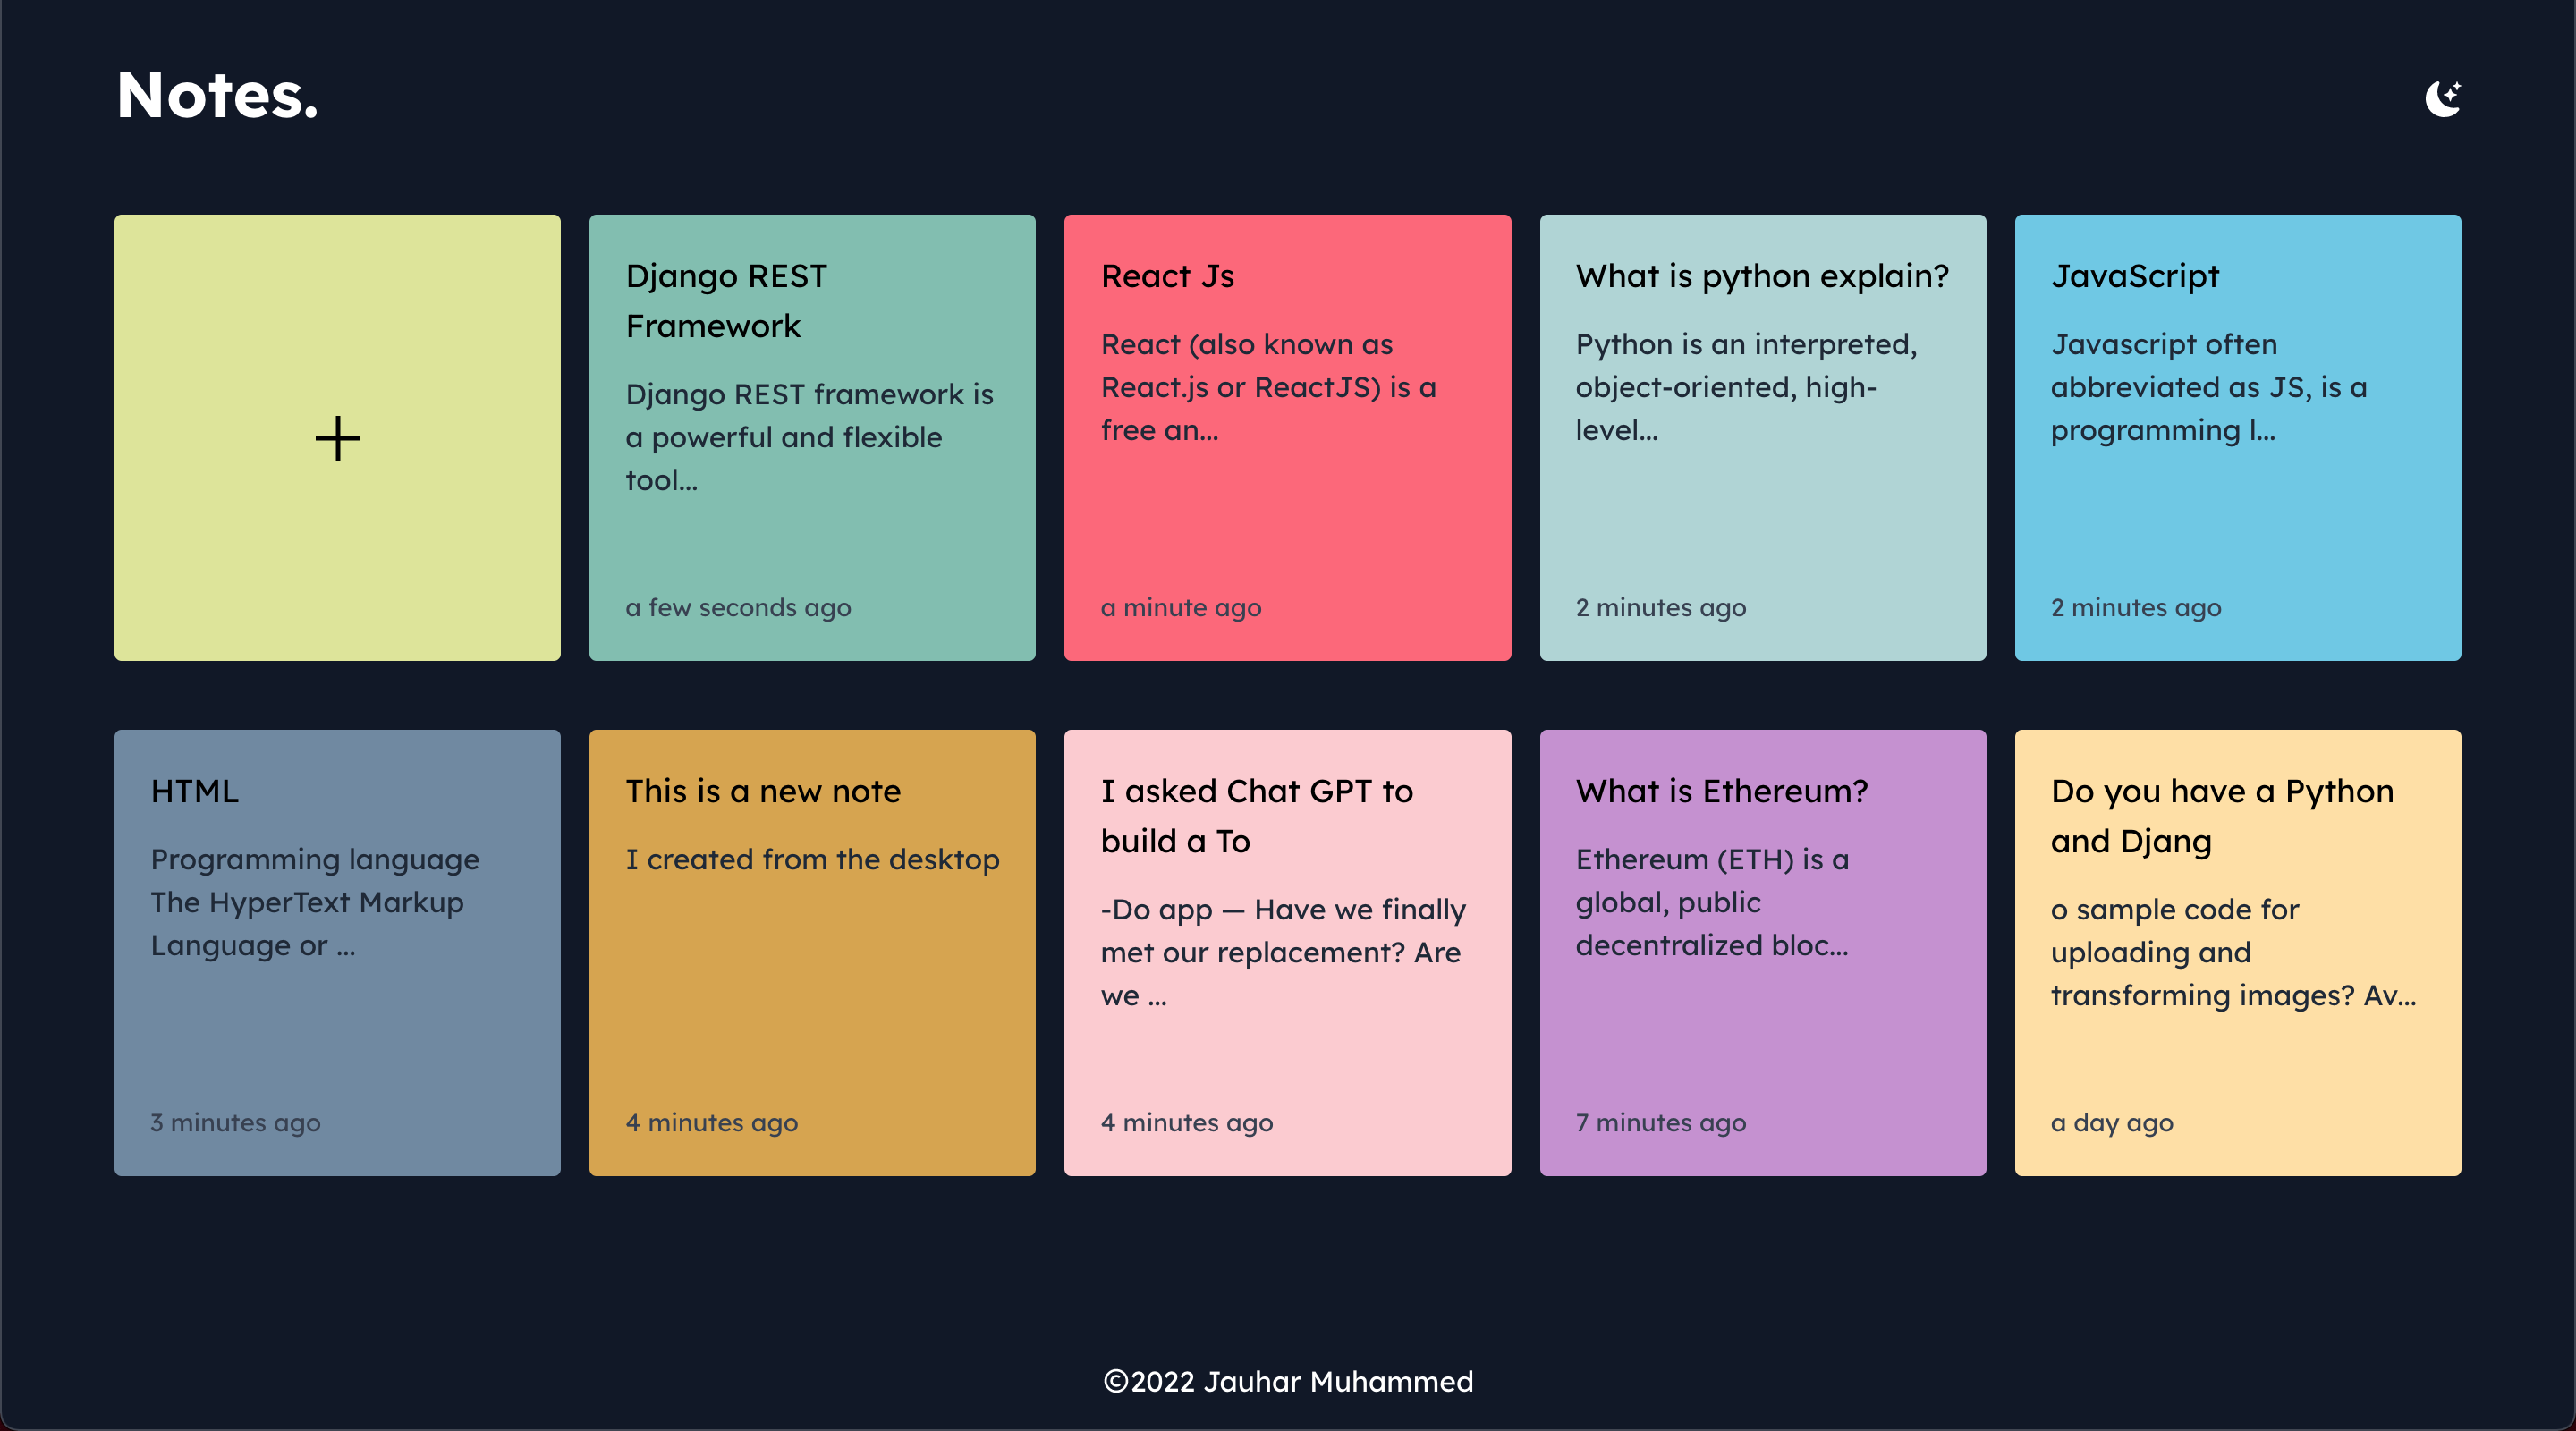 Notes.
Django REST
Framework
Django REST framework is
a powerful and flexible
tool...
a few seconds ago
React Js
React (also known as
React.js or ReactJS) is a
free an...
a minute ago
What is python explain?
Python is an interpreted,
object-oriented, high-
level...
2 minutes ago
JavaScript
Javascript often
abbreviated as JS, is a
programming l...
2 minutes ago
HTML
Programming language
The HyperText Markup
Language or ...
3 minutes ago
This is a new note
I created from the desktop
4 minutes ago
I asked Chat GPT to
build a To
-Do app — Have we finally
met our replacement? Are
we ...
4 minutes ago
What is Ethereum?
Ethereum (ETH) is a
global, public
decentralized bloc...
7 minutes ago
Do you have a Python
and Djang
o sample code for
uploading and
transforming images? Av...
a day ago
©2022 Jauhar Muhammed